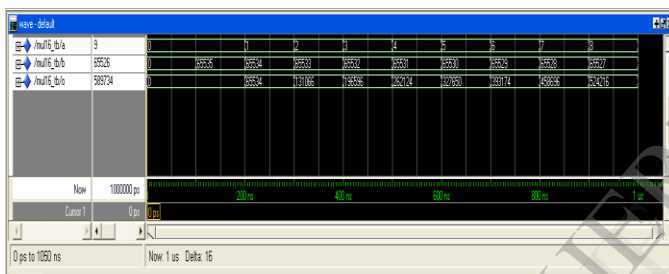 wave - default
/mul16_tb/a 9 0 1 2 3 4 5 6 7 8
/mul16_tb/b 65526 0 65535 65534 65533 65532 65531 65530 65529 65528 65527
/mul16_tb/o 589734 0 65534 131066 196596 262124 327650 393174 458696 524216
Now 1000000 ps 200 ns 400 ns 600 ns 800 ns 1 us
Cursor 1 0 ps 0 ps
0 ps to 1050 ns Now: 1 us Delta: 16